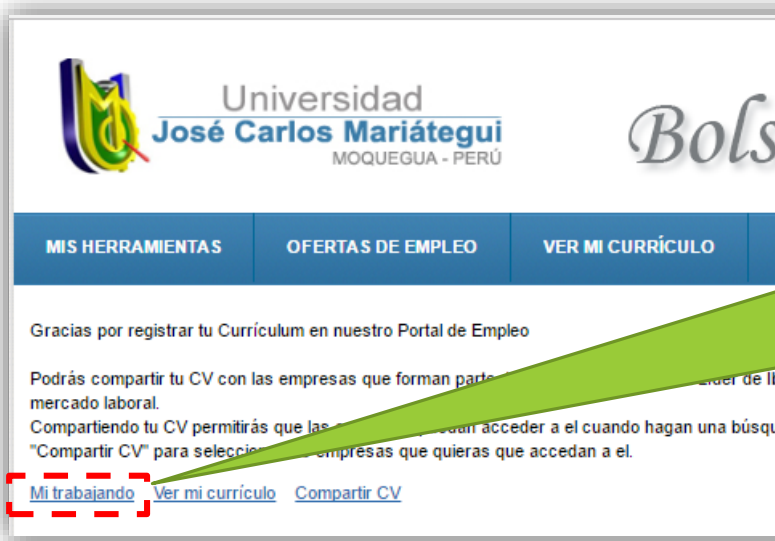 Universidad
José Carlos Mariátegui
MOQUEGUA - PERÚ
Bols
MIS HERRAMIENTAS OFERTAS DE EMPLEO VER MI CURRÍCULO
Gracias por registrar tu Currículum en nuestro Portal de Empleo
Podrás compartir tu CV con las empresas que forman parte de Ib
mercado laboral.
Compartiendo tu CV permitirás que las acceder a el cuando hagan una búsqu
"Compartir CV" para empresas que quieras que accedan a el.
Mi trabajando Ver mi currículo Compartir CV